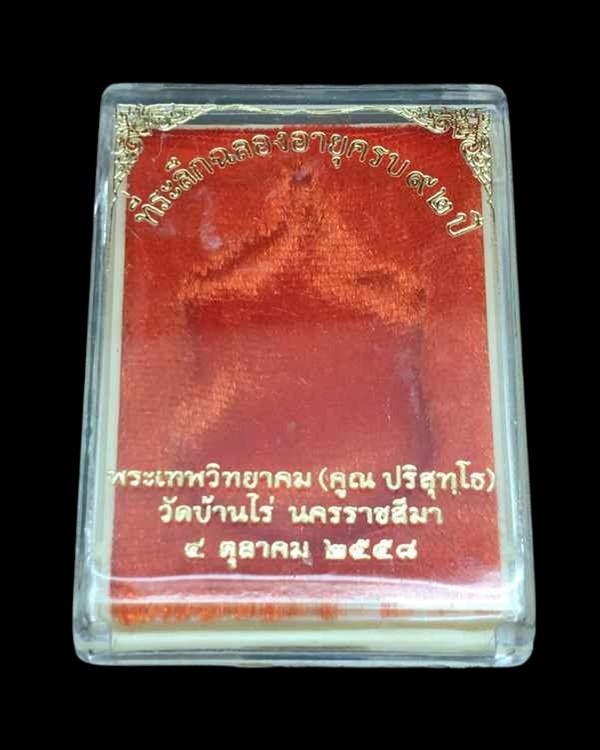 ที่ระลึกฉลองอายุครบ๙๒ ปี
พระเทพวิทยาคม (คูณ ปริสุทฺโธ)
วัดบ้านไร่ นครราชสีมา
๔ ตุลาคม ๒๕๕๘